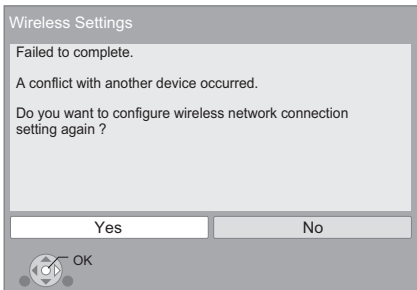 Wireless Settings
Failed to complete.
A conflict with another device occurred.
Do you want to configure wireless network connection
setting again ?
Yes No
OK